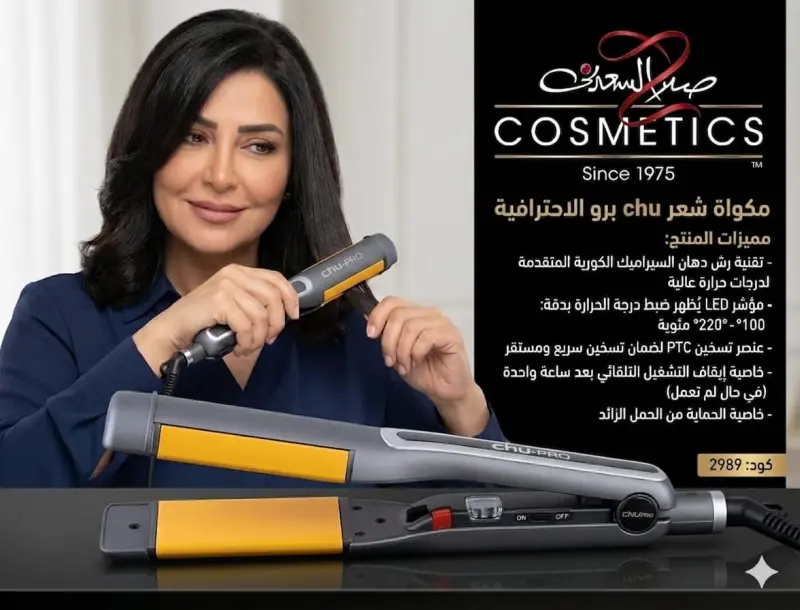 صلاح السعدني
COSMETICS
TM
Since 1975
مكواة شعر chu برو الاحترافية
مميزات المنتج:
- تقنية رش دهان السيراميك الكورية المتقدمة
لدرجات حرارة عالية
- مؤشر LED يُظهر ضبط درجة الحرارة بدقة:
100°-220° مئوية
- عنصر تسخين PTC لضمان تسخين سريع ومستقر
- خاصية إيقاف التشغيل التلقائي بعد ساعة واحدة
(في حال لم تعمل)
- خاصية الحماية من الحمل الزائد
كود: 2989
chu-PRO
chu-PRO
ON OFF
CHUPRO